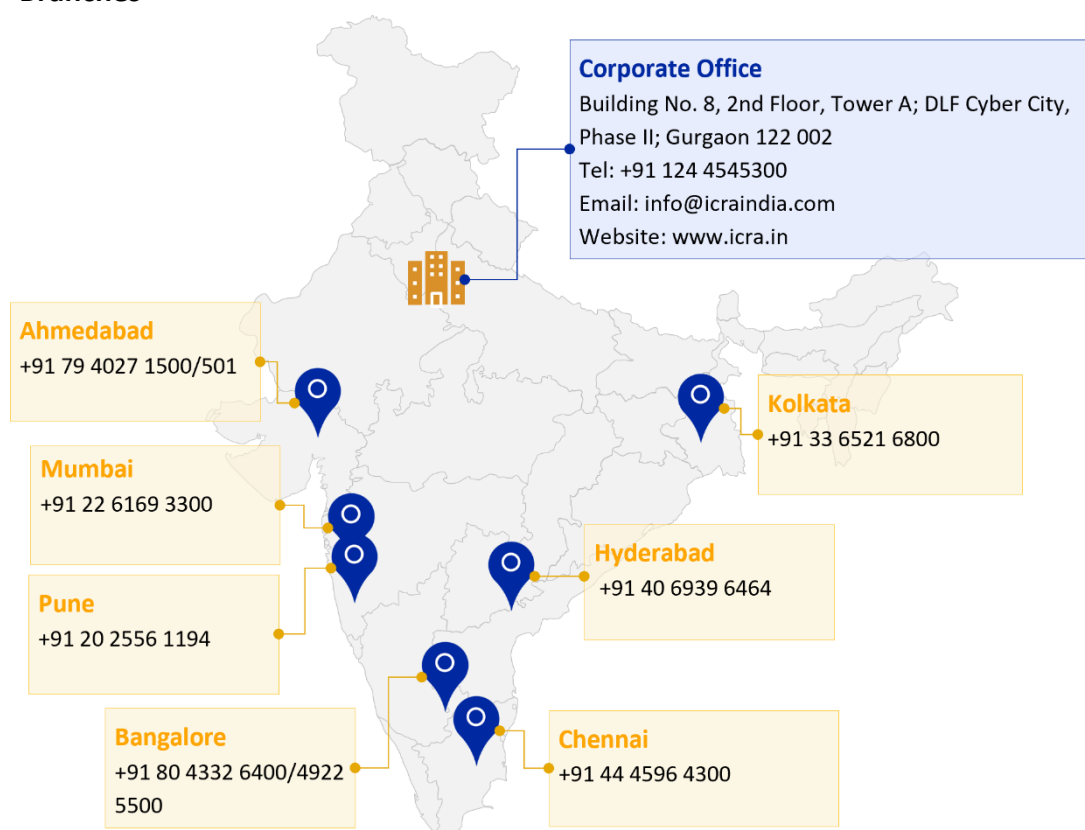 Branches
Corporate Office
Building No. 8, 2nd Floor, Tower A; DLF Cyber City,
Phase II; Gurgaon 122 002
Tel: +91 124 4545300
Email: info@icraindia.com
Website: www.icra.in
Ahmedabad
+91 79 4027 1500/501
Kolkata
+91 33 6521 6800
Mumbai
+91 22 6169 3300
Hyderabad
+91 40 6939 6464
Pune
+91 20 2556 1194
Bangalore
+91 80 4332 6400/4922
5500
Chennai
+91 44 4596 4300